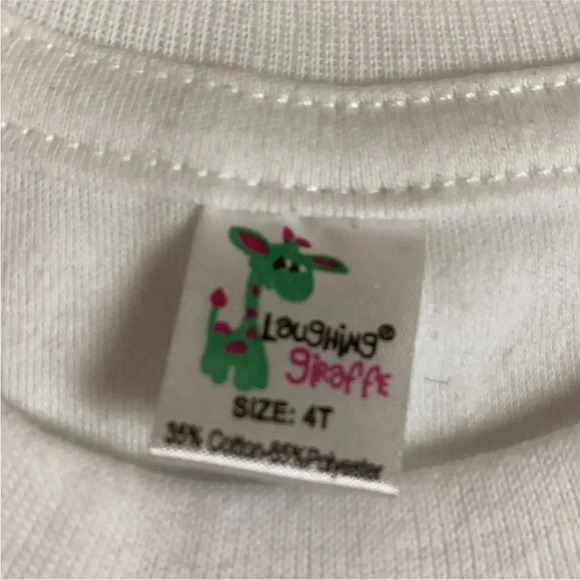 Laughing®
giraffe
SIZE: 4T
35% Cotton-65%Polyester